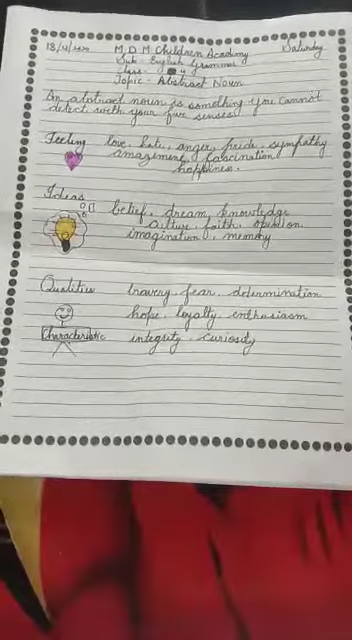 18/4/2020 M.D.M Children Academy Saturday
Sub - English Grammar
Class - 4
Topic - Abstract Noun
An abstract noun is something you cannot
detect with your five senses.
Feeling love, hate, anger, pride, sympathy
amazement, fascination
happiness.
Ideas
belief, dream, knowledge
culture, faith, opinion
imagination, memory
Qualities bravery, fear, determination
hope, loyalty, enthusiasm
Characteristic integrity, curiosity